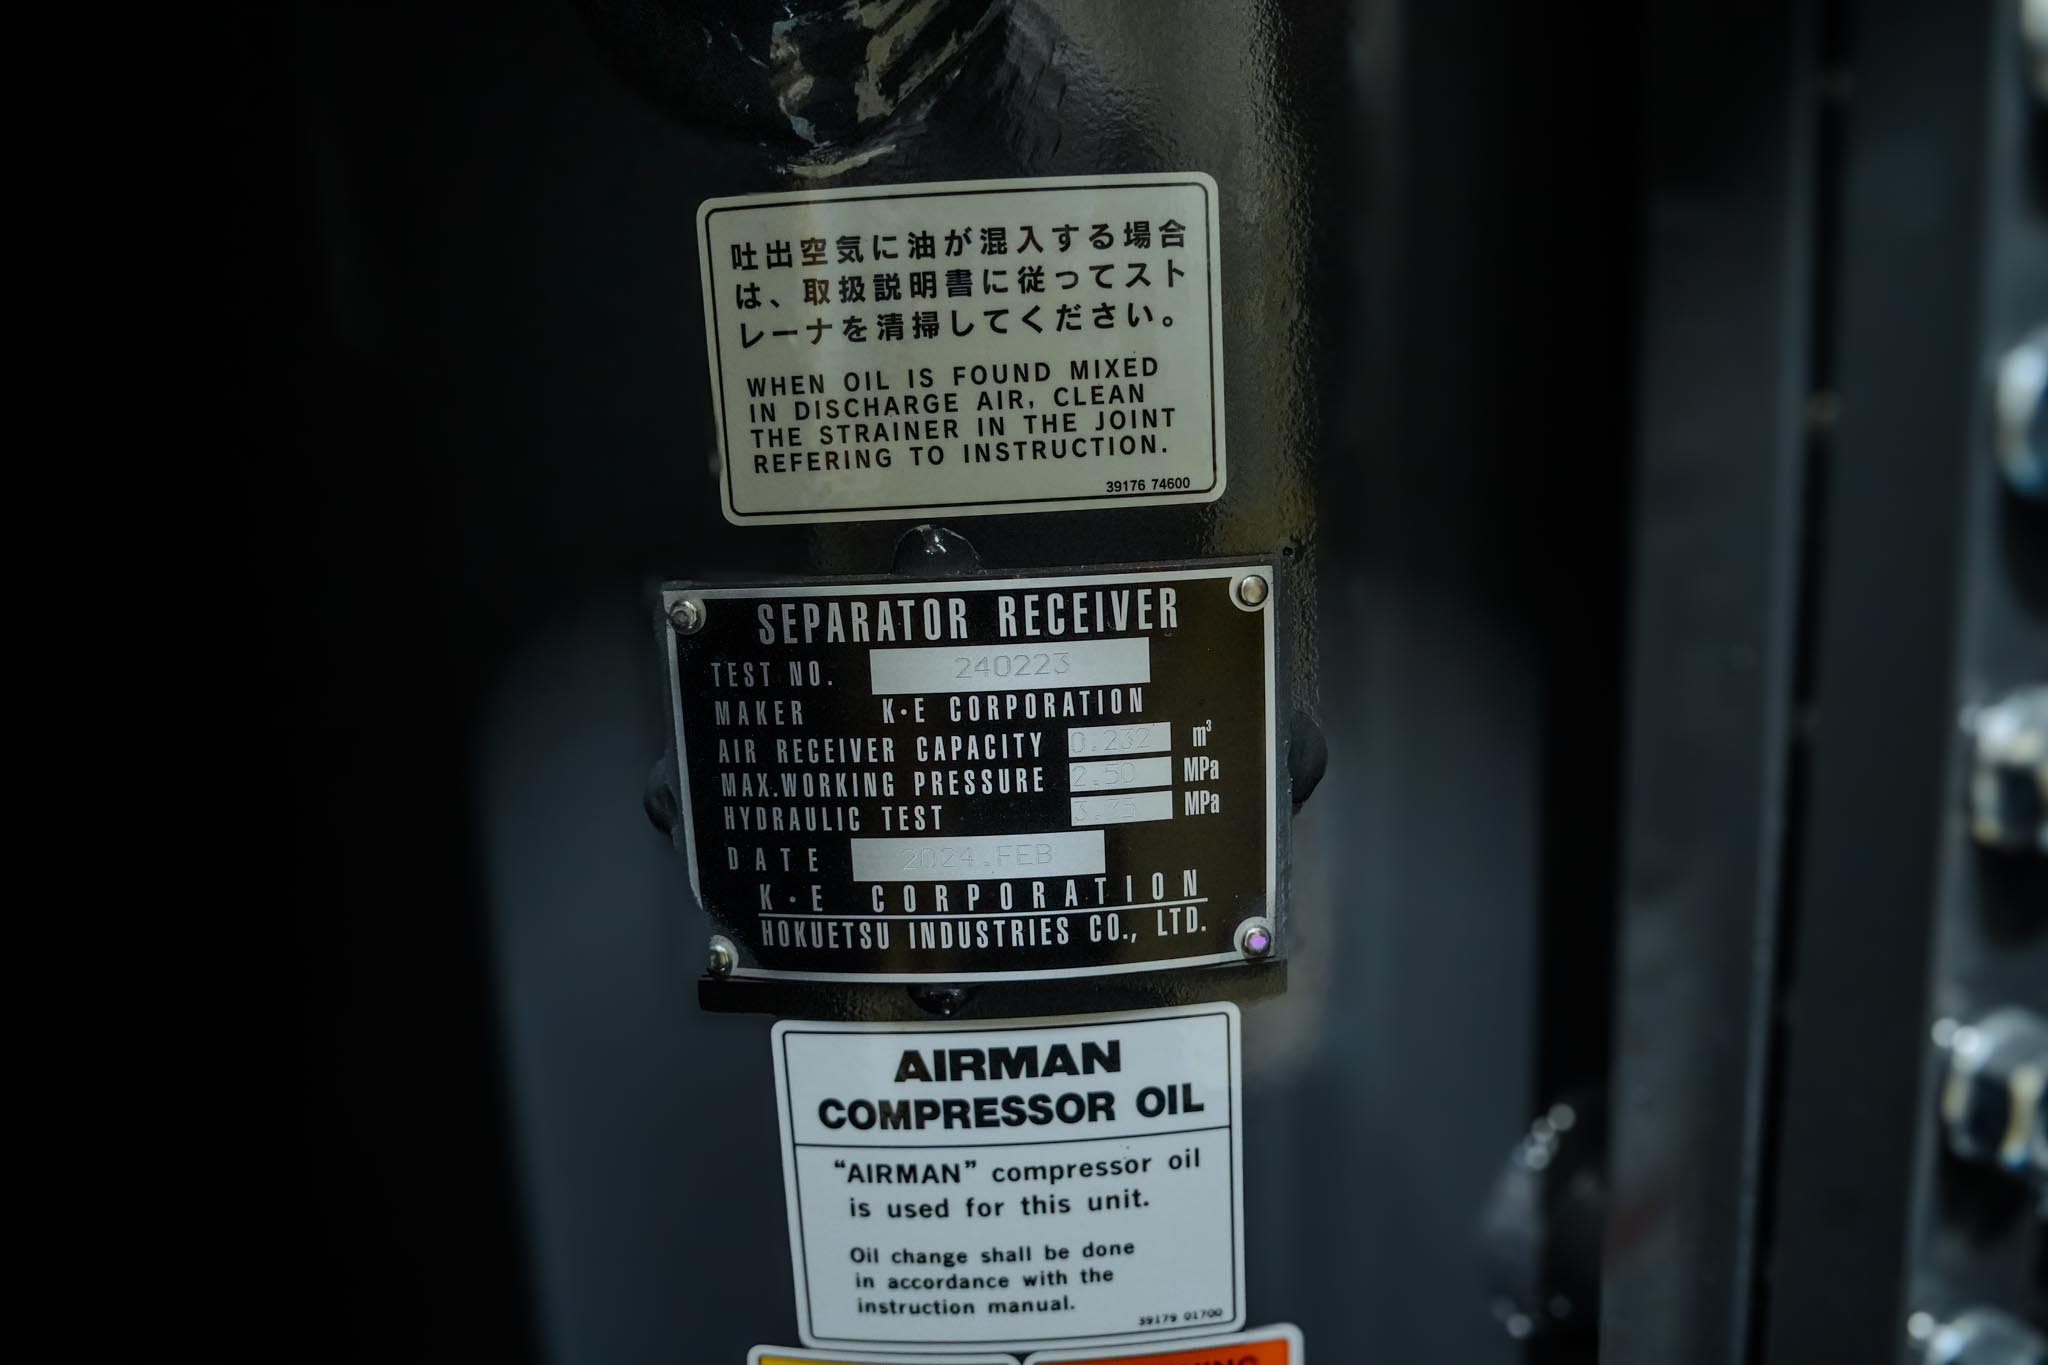 吐出空気に油が混入する場合
は、取扱説明書に従ってスト
レーナを清掃してください。
WHEN OIL IS FOUND MIXED
IN DISCHARGE AIR, CLEAN
THE STRAINER IN THE JOINT
REFERING TO INSTRUCTION.
39176 74600
SEPARATOR RECEIVER
TEST NO. 240223
MAKER K·E CORPORATION
AIR RECEIVER CAPACITY 0.232 m³
MAX.WORKING PRESSURE 2.50 MPa
HYDRAULIC TEST 3.75 MPa
DATE 2024.FEB
K·E CORPORATION
HOKUETSU INDUSTRIES CO., LTD.
AIRMAN
COMPRESSOR OIL
"AIRMAN" compressor oil
is used for this unit.
Oil change shall be done
in accordance with the
instruction manual.
39179 01700